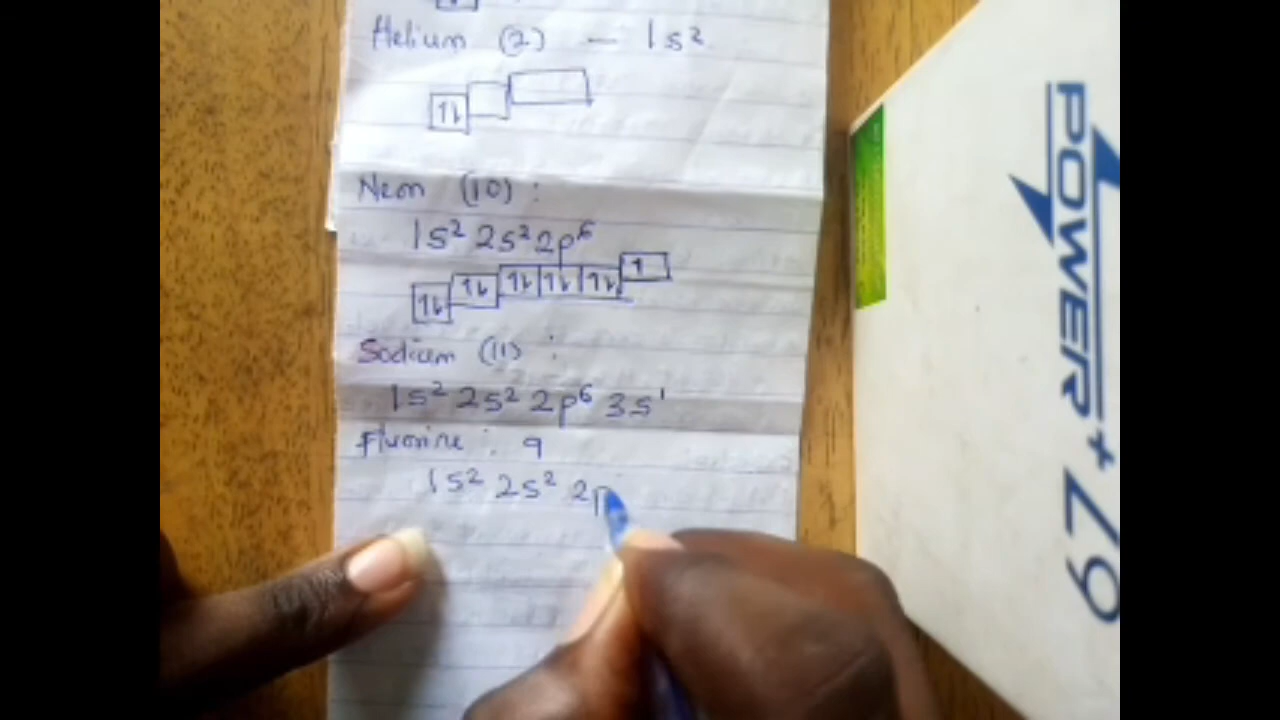 Helium (2) — 1s²
↿⇂
Neon (10) :
1s² 2s² 2p⁶
↿⇂ ↿⇂ ↿⇂ ↿⇂ ↿⇂ ↿
Sodium (11) :
1s² 2s² 2p⁶ 3s¹
Fluorine : 9
1s² 2s² 2p
POWER+ Z9